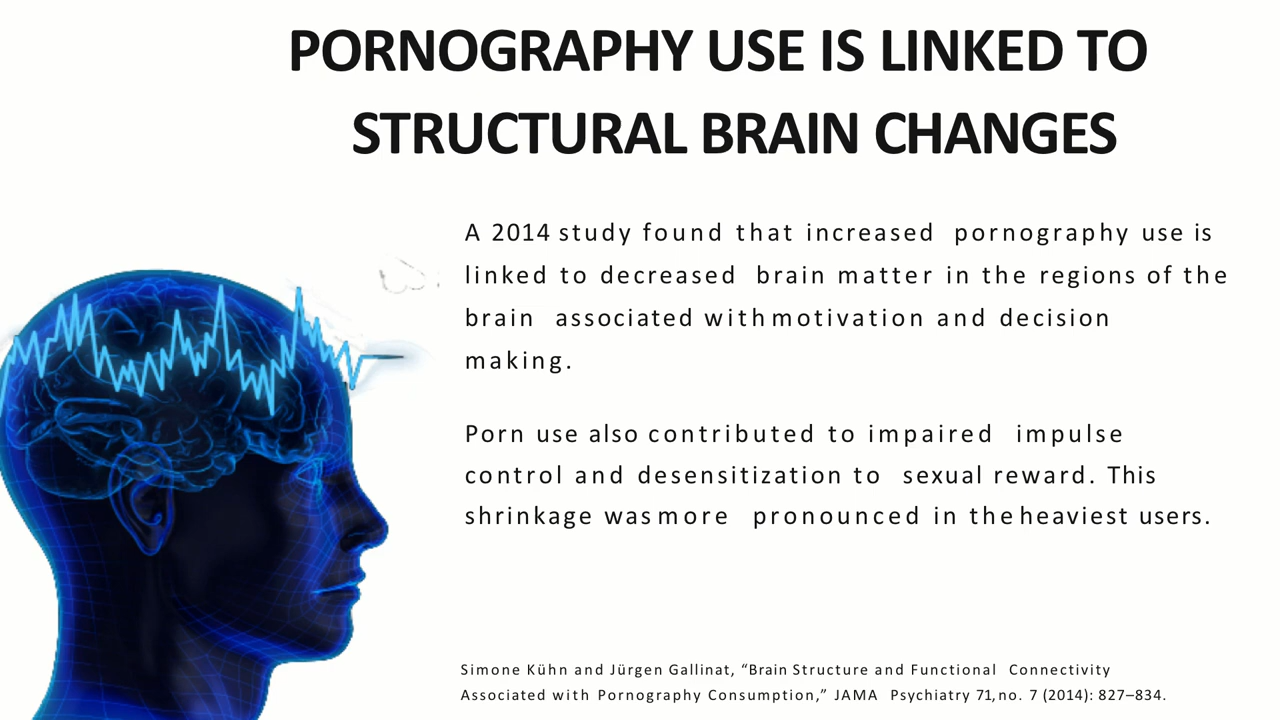 PORNOGRAPHY USE IS LINKED TO
STRUCTURAL BRAIN CHANGES
A 2014 study found that increased pornography use is
linked to decreased brain matter in the regions of the
brain associated with motivation and decision
making.
Porn use also contributed to impaired impulse
control and desensitization to sexual reward. This
shrinkage was more pronounced in the heaviest users.
Simone Kühn and Jürgen Gallinat, “Brain Structure and Functional Connectivity
Associated with Pornography Consumption,” JAMA Psychiatry 71, no. 7 (2014): 827–834.